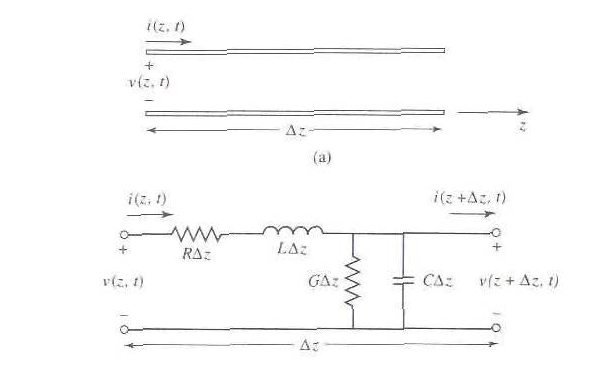 i(z, t)
+
v(z, t)
−
Δz
z
(a)
i(z, t)
i(z + Δz, t)
+
RΔz
LΔz
+
v(z, t)
GΔz
CΔz
v(z + Δz, t)
−
−
Δz